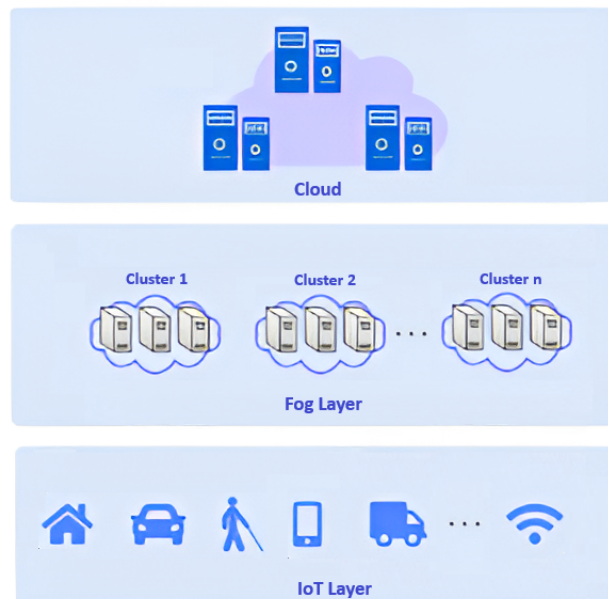 Cloud
Cluster 1
Cluster 2
Cluster n
...
Fog Layer
...
IoT Layer